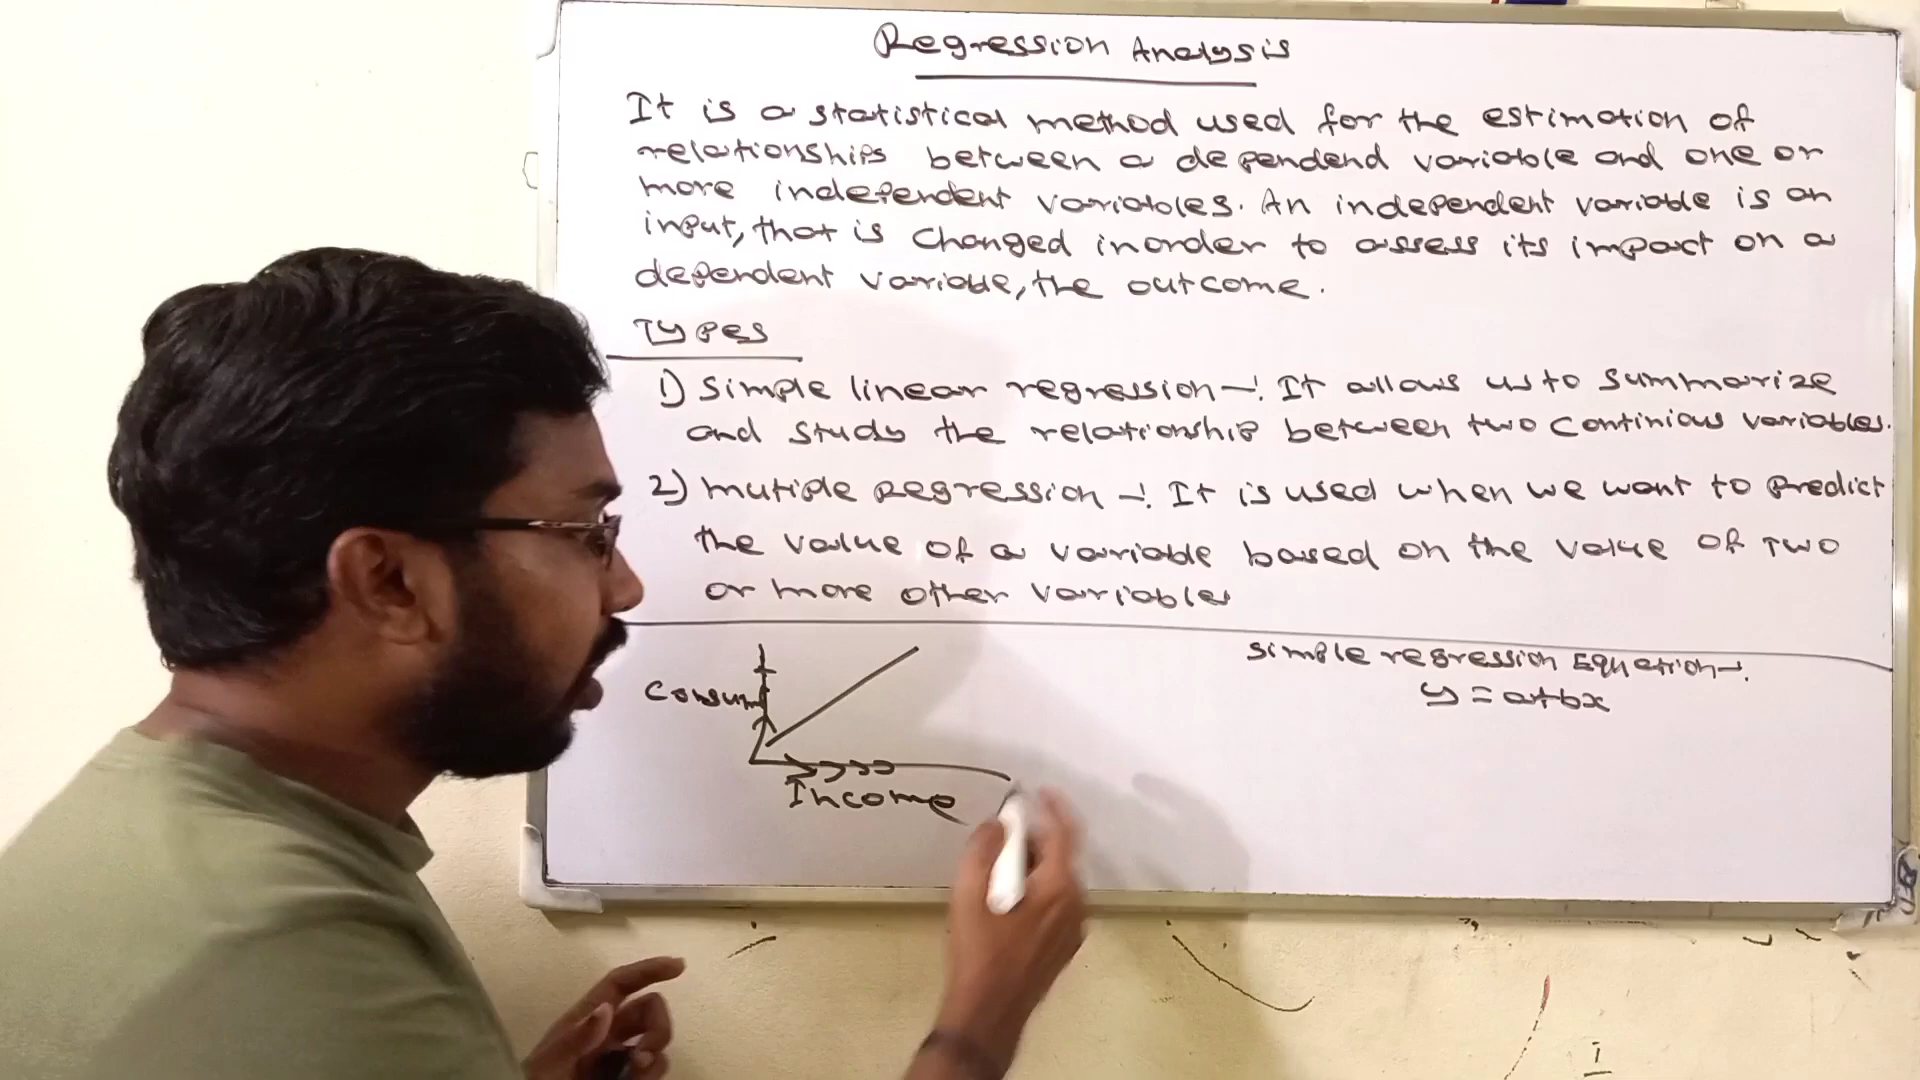 Regression Analysis
It is a statistical method used for the estimation of
relationships between a dependend variable and one or
more independent variables. An independent variable is an
input, that is changed inorder to assess its impact on a
dependent variable, the outcome.
Types
1) Simple linear regression -: It allows us to summarize
and study the relationship between two continious variables.
2) Mutiple Regression -: It is used when we want to predict
the value of a variable based on the value of two
or more other variables
Simple regression Equation -:
y = a+bx
Consum
Income